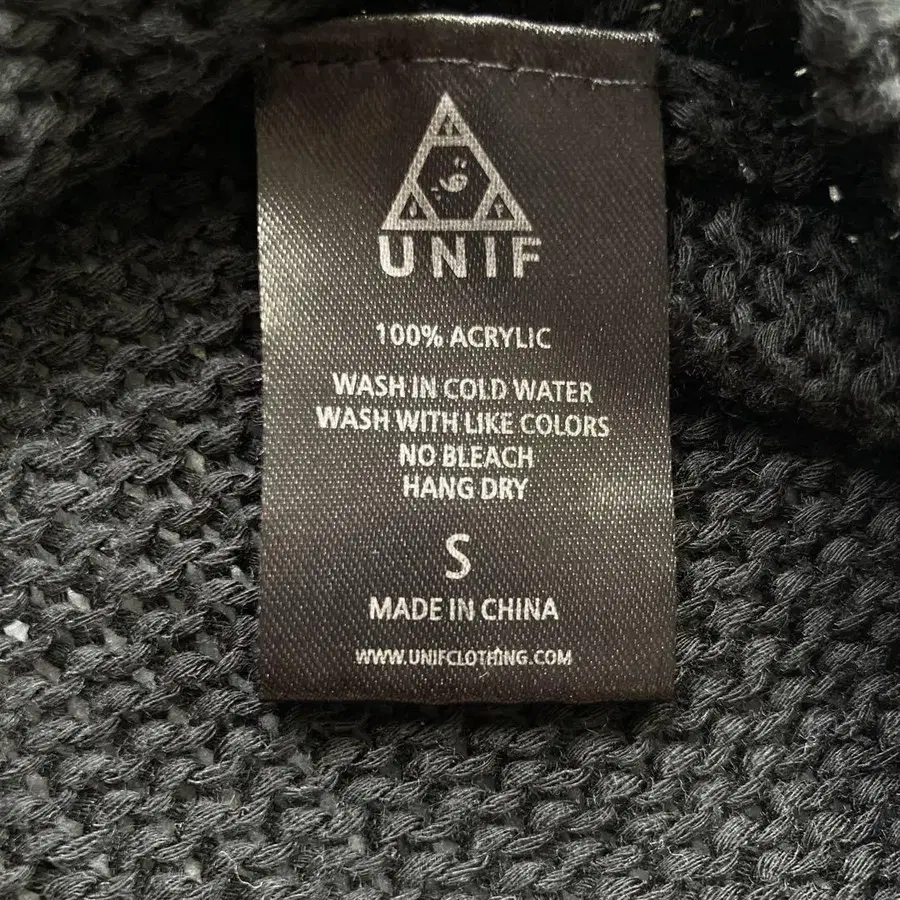 UNIF
100% ACRYLIC
WASH IN COLD WATER
WASH WITH LIKE COLORS
NO BLEACH
HANG DRY
S
MADE IN CHINA
WWW.UNIFCLOTHING.COM